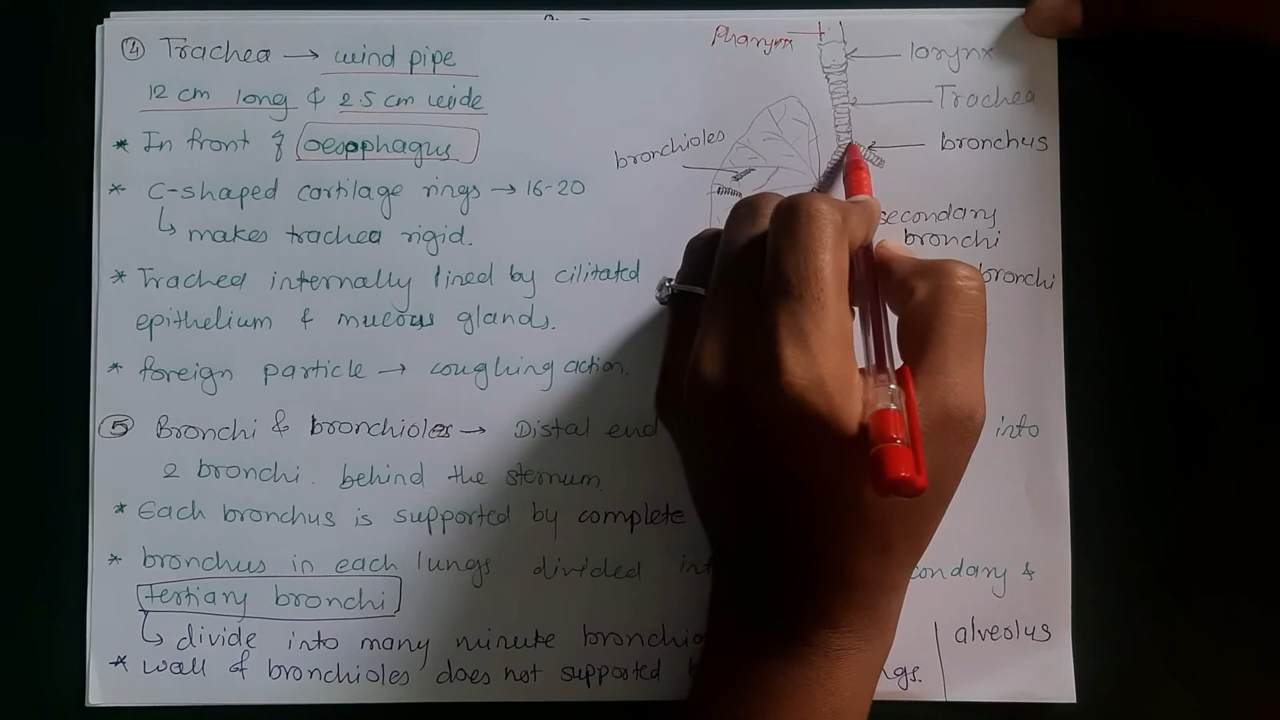 ④ Trachea → wind pipe
12 cm long & 2.5 cm wide
* In front of oesophagus
* C-shaped cartilage rings → 16-20
↳ makes trachea rigid.
* Trachea internally lined by cilitated
epithelium & mucous glands.
* foreign particle → coughing action.
⑤ Bronchi & bronchioles → Distal end into
2 bronchi. behind the sternum.
* Each bronchus is supported by complete
* bronchus in each lungs divided condary &
tertiary bronchi
↳ divide into many minute
* wall of bronchioles does not supported ngs.
Pharynx
larynx
Trachea
bronchus
bronchioles
secondary
bronchi
bronchi
alveolus